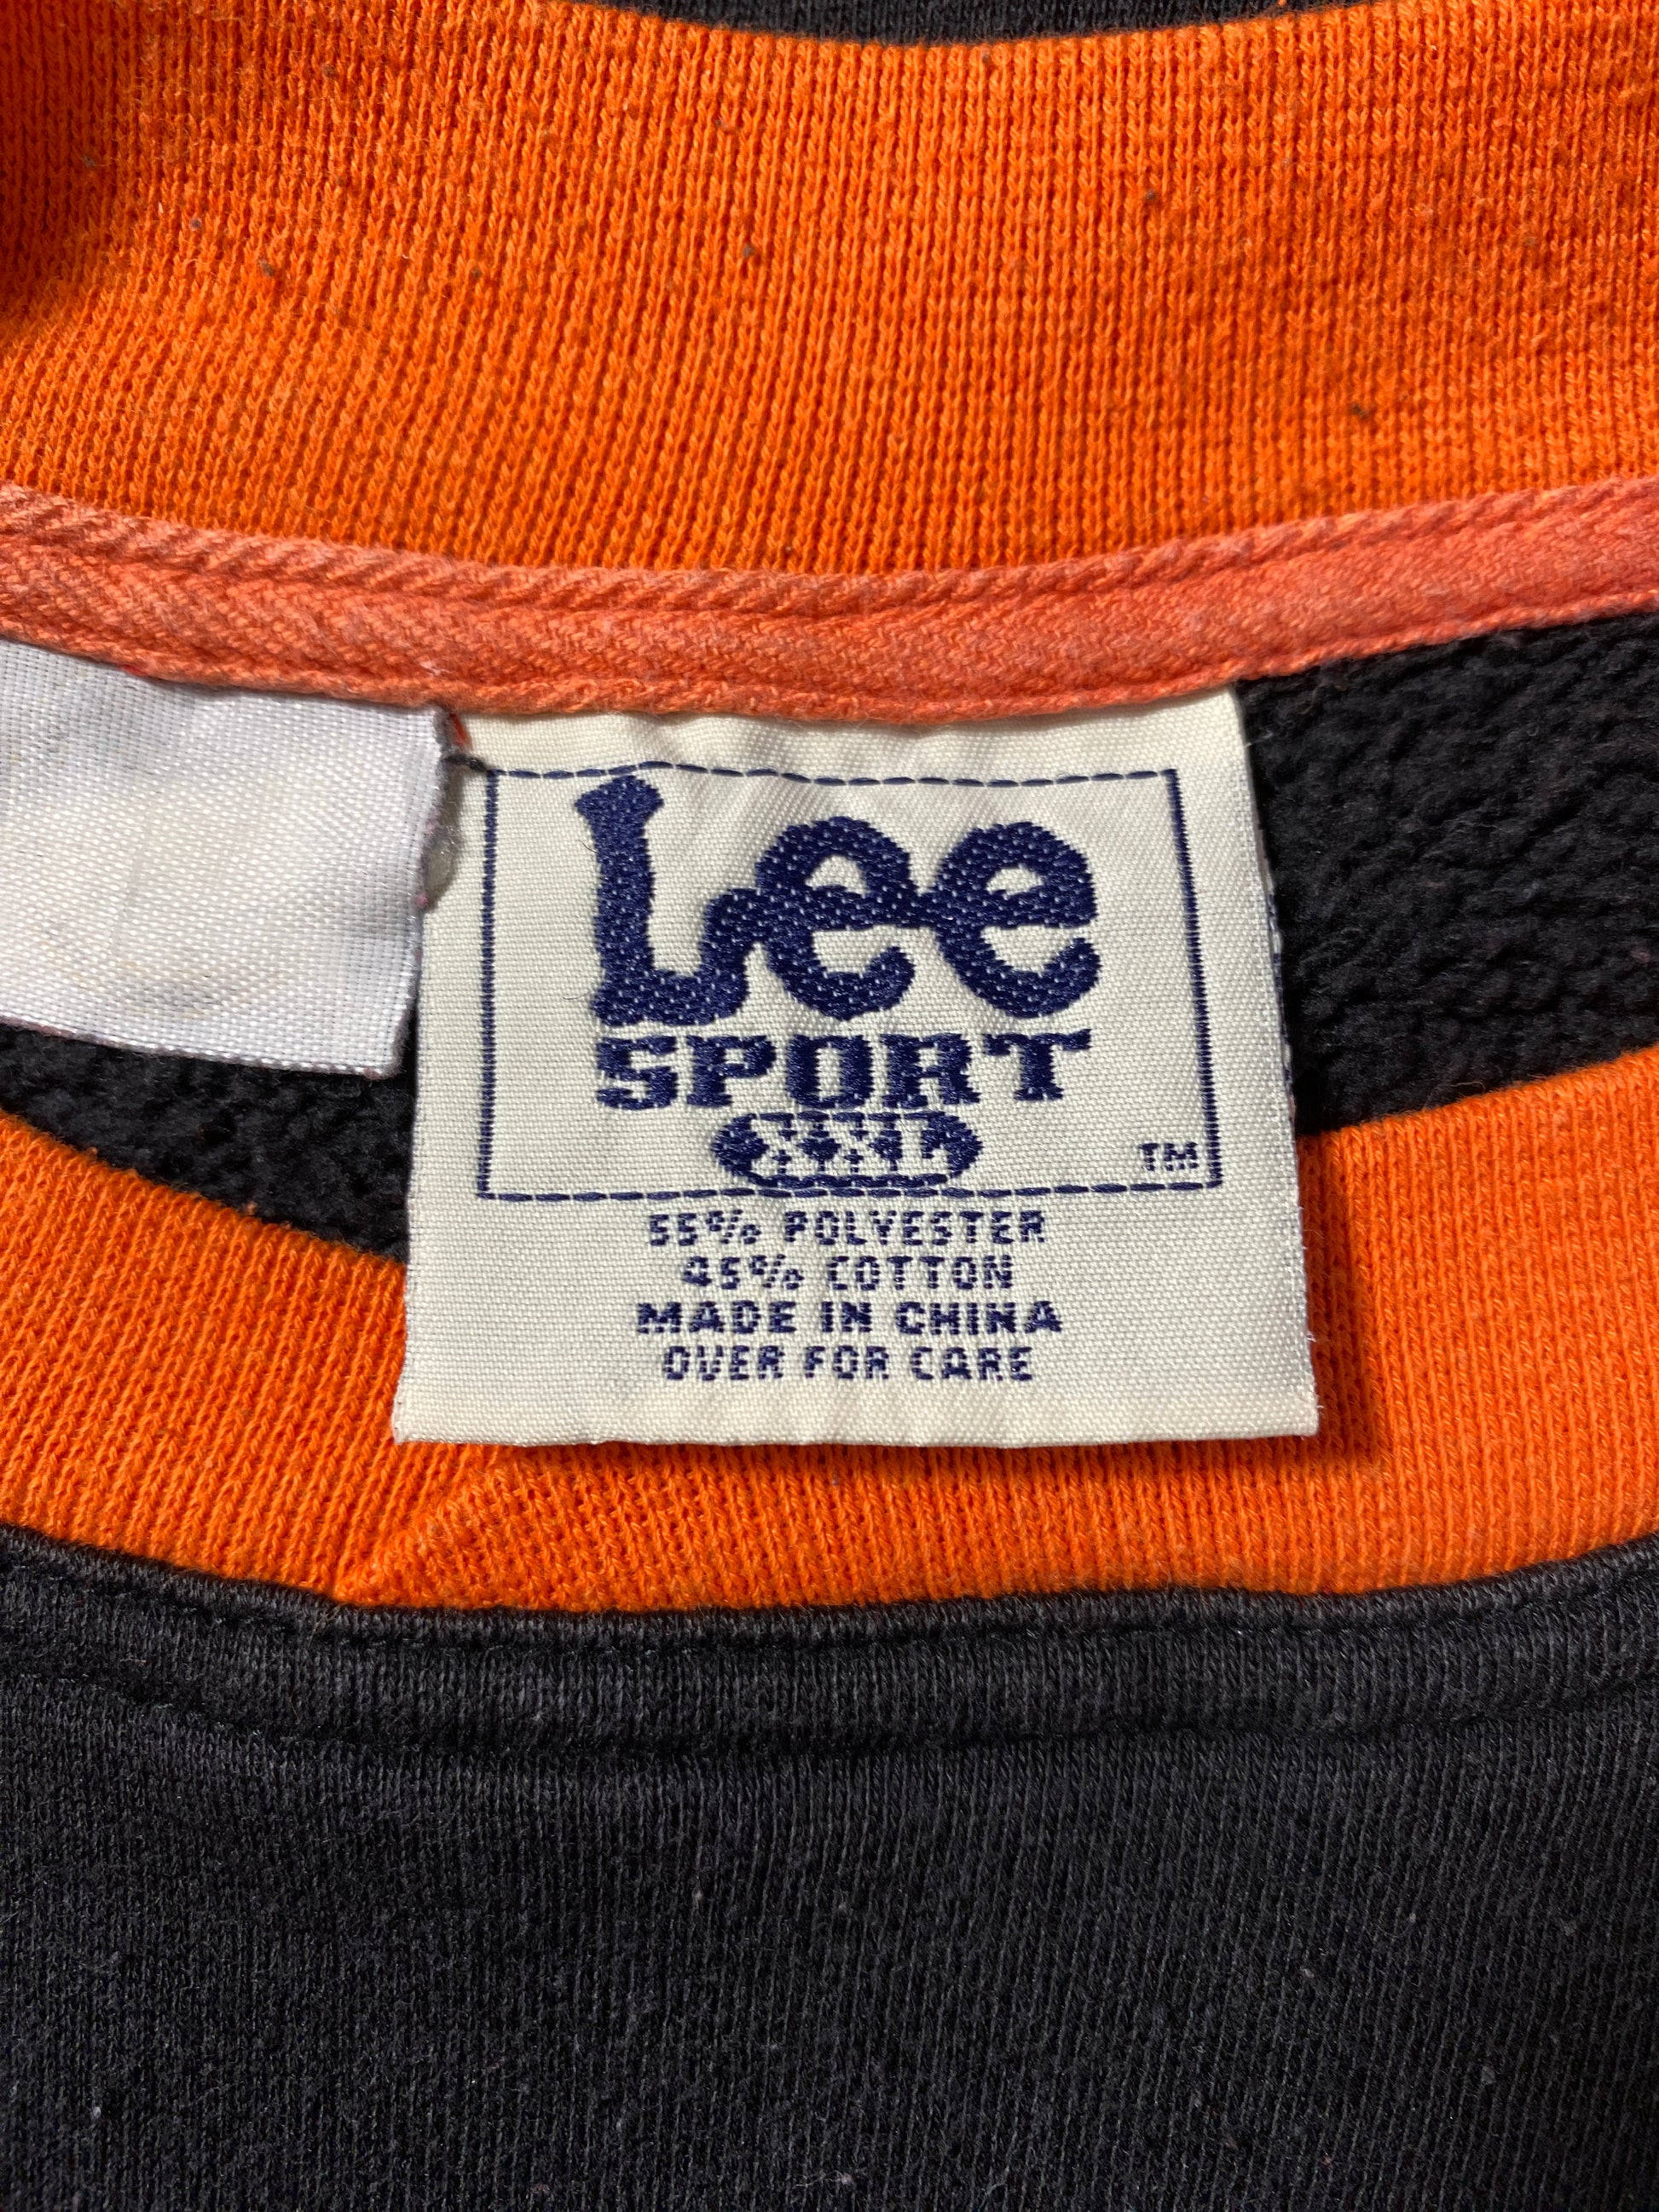 Lee
SPORT
XXL
TM
55% POLYESTER
45% COTTON
MADE IN CHINA
OVER FOR CARE